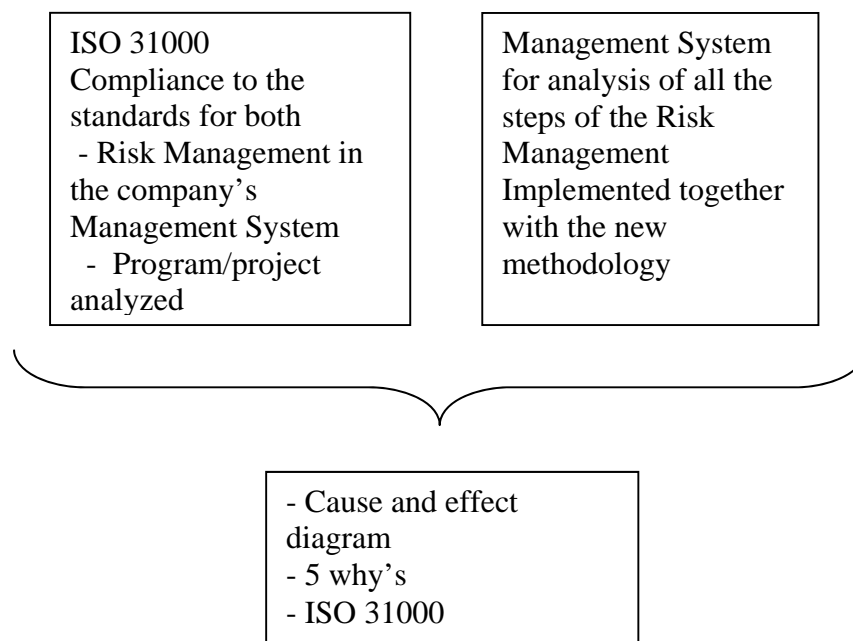 ISO 31000
Compliance to the
standards for both
- Risk Management in
the company’s
Management System
- Program/project
analyzed
Management System
for analysis of all the
steps of the Risk
Management
Implemented together
with the new
methodology
- Cause and effect
diagram
- 5 why’s
- ISO 31000